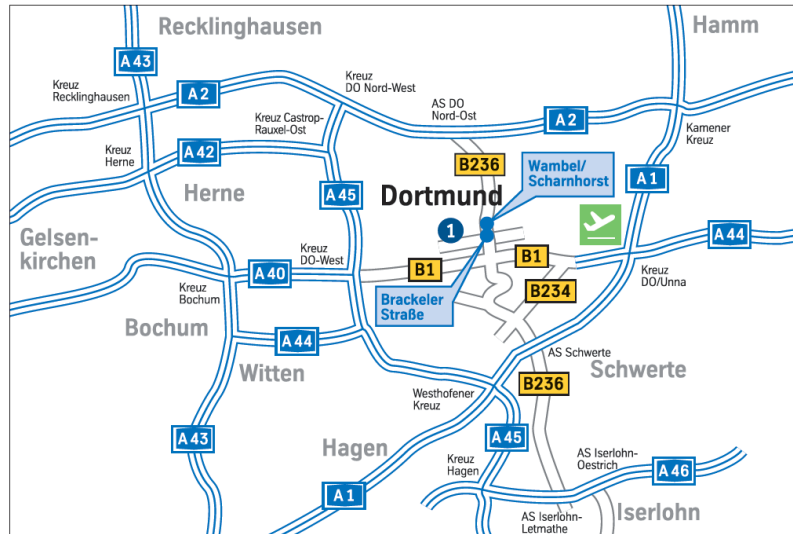 Recklinghausen
Hamm
A 43
Kreuz
Recklinghausen
A 2
Kreuz
DO Nord-West
AS DO
Nord-Ost
A 2
Kreuz Castrop-
Rauxel-Ost
Kamener
Kreuz
Kreuz
Herne
A 42
B236
Wambel/
Scharnhorst
A 1
Herne
A 45
Dortmund
1
Gelsen-
kirchen
A 44
Kreuz
DO-West
A 40
B1
B1
Kreuz
DO/Unna
Kreuz
Bochum
Brackeler
Straße
B234
Bochum
A 44
AS Schwerte
Witten
Schwerte
B236
Westhofener
Kreuz
A 43
Hagen
A 45
Kreuz
Hagen
AS Iserlohn-
Oestrich
A 46
A 1
AS Iserlohn-
Letmathe
Iserlohn